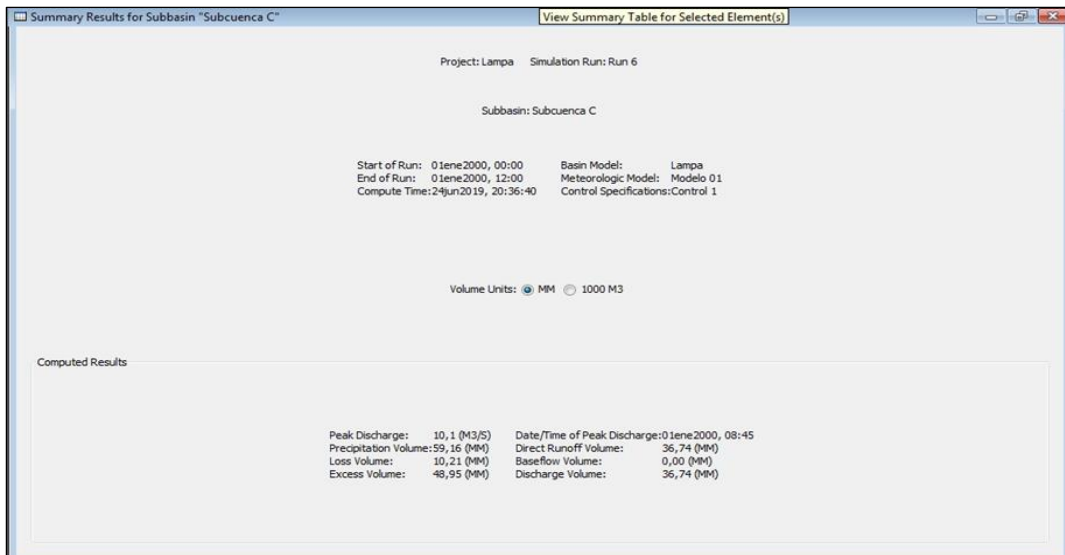 Summary Results for Subbasin "Subcuenca C"
View Summary Table for Selected Element(s)
Project: Lampa Simulation Run: Run 6
Subbasin: Subcuenca C
Start of Run: 01ene2000, 00:00 Basin Model: Lampa
End of Run: 01ene2000, 12:00 Meteorologic Model: Modelo 01
Compute Time:24jun2019, 20:36:40 Control Specifications:Control 1
Volume Units: MM 1000 M3
Computed Results
Peak Discharge: 10,1 (M3/S) Date/Time of Peak Discharge:01ene2000, 08:45
Precipitation Volume:59,16 (MM) Direct Runoff Volume: 36,74 (MM)
Loss Volume: 10,21 (MM) Baseflow Volume: 0,00 (MM)
Excess Volume: 48,95 (MM) Discharge Volume: 36,74 (MM)